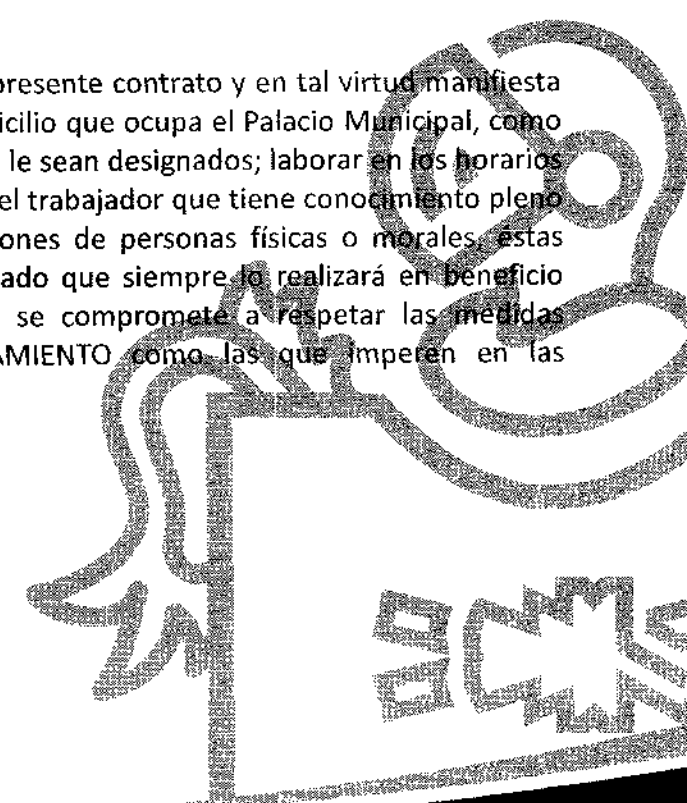 presente contrato y en tal virtud manifiesta
icilio que ocupa el Palacio Municipal, como
le sean designados; laborar en los horarios
el trabajador que tiene conocimiento pleno
ones de personas físicas o morales, éstas
ado que siempre lo realizará en beneficio
se compromete a respetar las medidas
AMIENTO como las que imperen en las